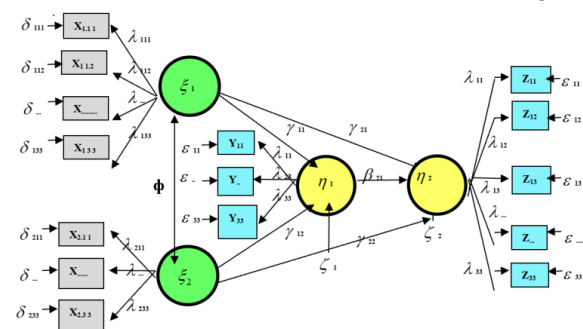 δ 111 X1.1 1 λ 111
δ 112 X1 1.2 λ 112
δ ... X......... λ ...
δ 133 X1 3 3 λ 133
ξ 1
γ 11 γ 21
λ 11 Z11 ε 11
λ 12 Z12 ε 12
λ 13 Z13 ε 13
λ ... Z... ε ....
λ 33 Z33 ε 33
ε 11 Y11 λ 11
ε .. Y..
ε 33 Y33 λ 33
ϕ
η 1 β 21 η 2
γ 12 γ 22
ζ 1 ζ 2
δ 211 X2.1 1 λ 211
δ ... X..... λ ...
δ 233 X2.3 3 λ 233
ξ2